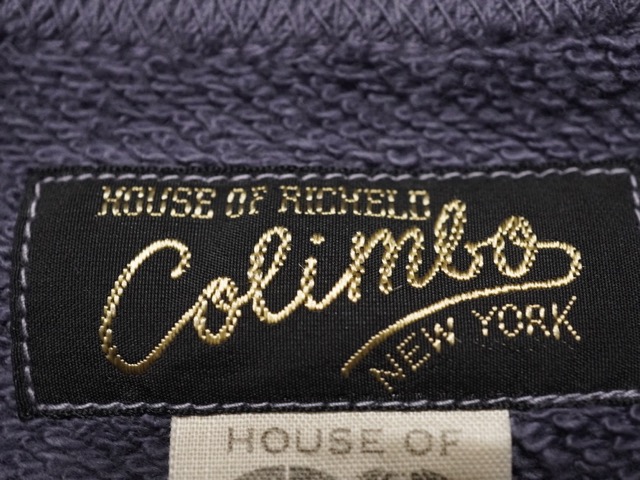 HOUSE OF RICHELD
Colimbo
NEW YORK
HOUSE OF